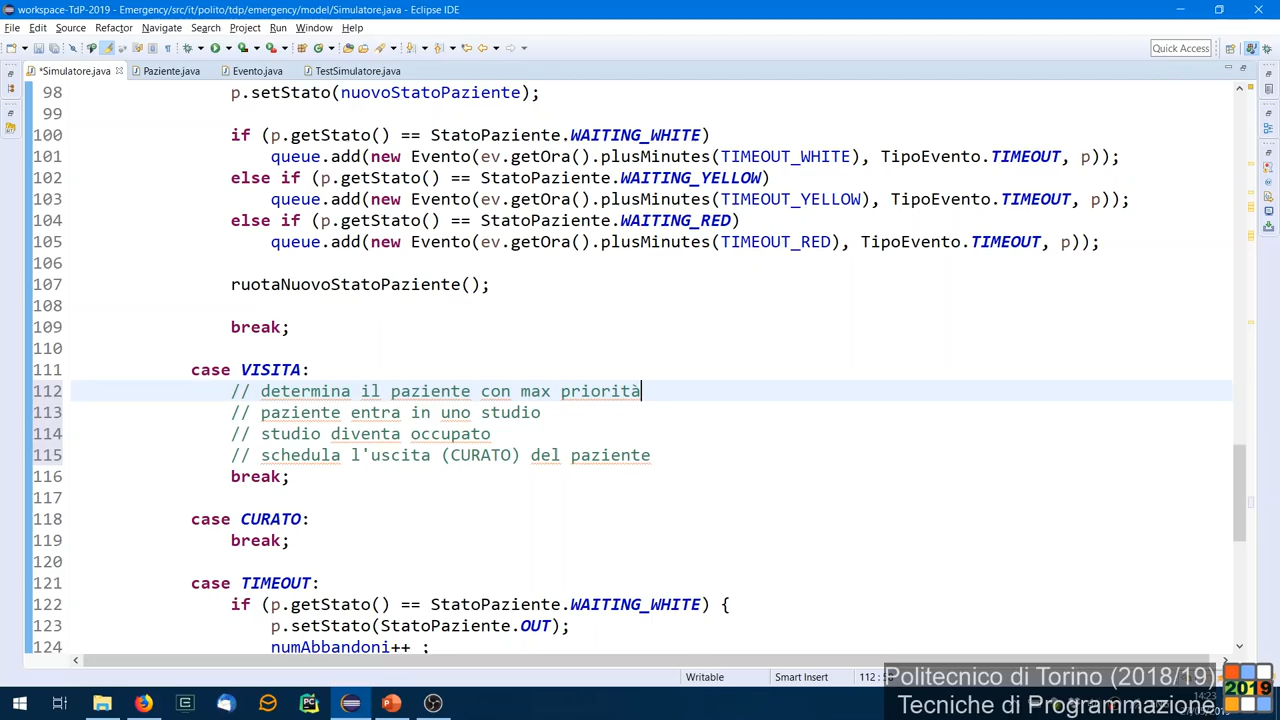 workspace-TdP-2019 - Emergency/src/it/polito/tdp/emergency/model/Simulatore.java - Eclipse IDE
File Edit Source Refactor Navigate Search Project Run Window Help
Quick Access
*Simulatore.java Paziente.java Evento.java TestSimulatore.java
98 p.setStato(nuovoStatoPaziente);
99
100 if (p.getStato() == StatoPaziente.WAITING_WHITE)
101 queue.add(new Evento(ev.getOra().plusMinutes(TIMEOUT_WHITE), TipoEvento.TIMEOUT, p));
102 else if (p.getStato() == StatoPaziente.WAITING_YELLOW)
103 queue.add(new Evento(ev.getOra().plusMinutes(TIMEOUT_YELLOW), TipoEvento.TIMEOUT, p));
104 else if (p.getStato() == StatoPaziente.WAITING_RED)
105 queue.add(new Evento(ev.getOra().plusMinutes(TIMEOUT_RED), TipoEvento.TIMEOUT, p));
106
107 ruotaNuovoStatoPaziente();
108
109 break;
110
111 case VISITA:
112 // determina il paziente con max priorità
113 // paziente entra in uno studio
114 // studio diventa occupato
115 // schedula l'uscita (CURATO) del paziente
116 break;
117
118 case CURATO:
119 break;
120
121 case TIMEOUT:
122 if (p.getStato() == StatoPaziente.WAITING_WHITE) {
123 p.setStato(StatoPaziente.OUT);
124 numAbbandoni++ ;
Writable Smart Insert 112 :
Politecnico di Torino (2018/19)
Tecniche di Programmazione
2019
14:23